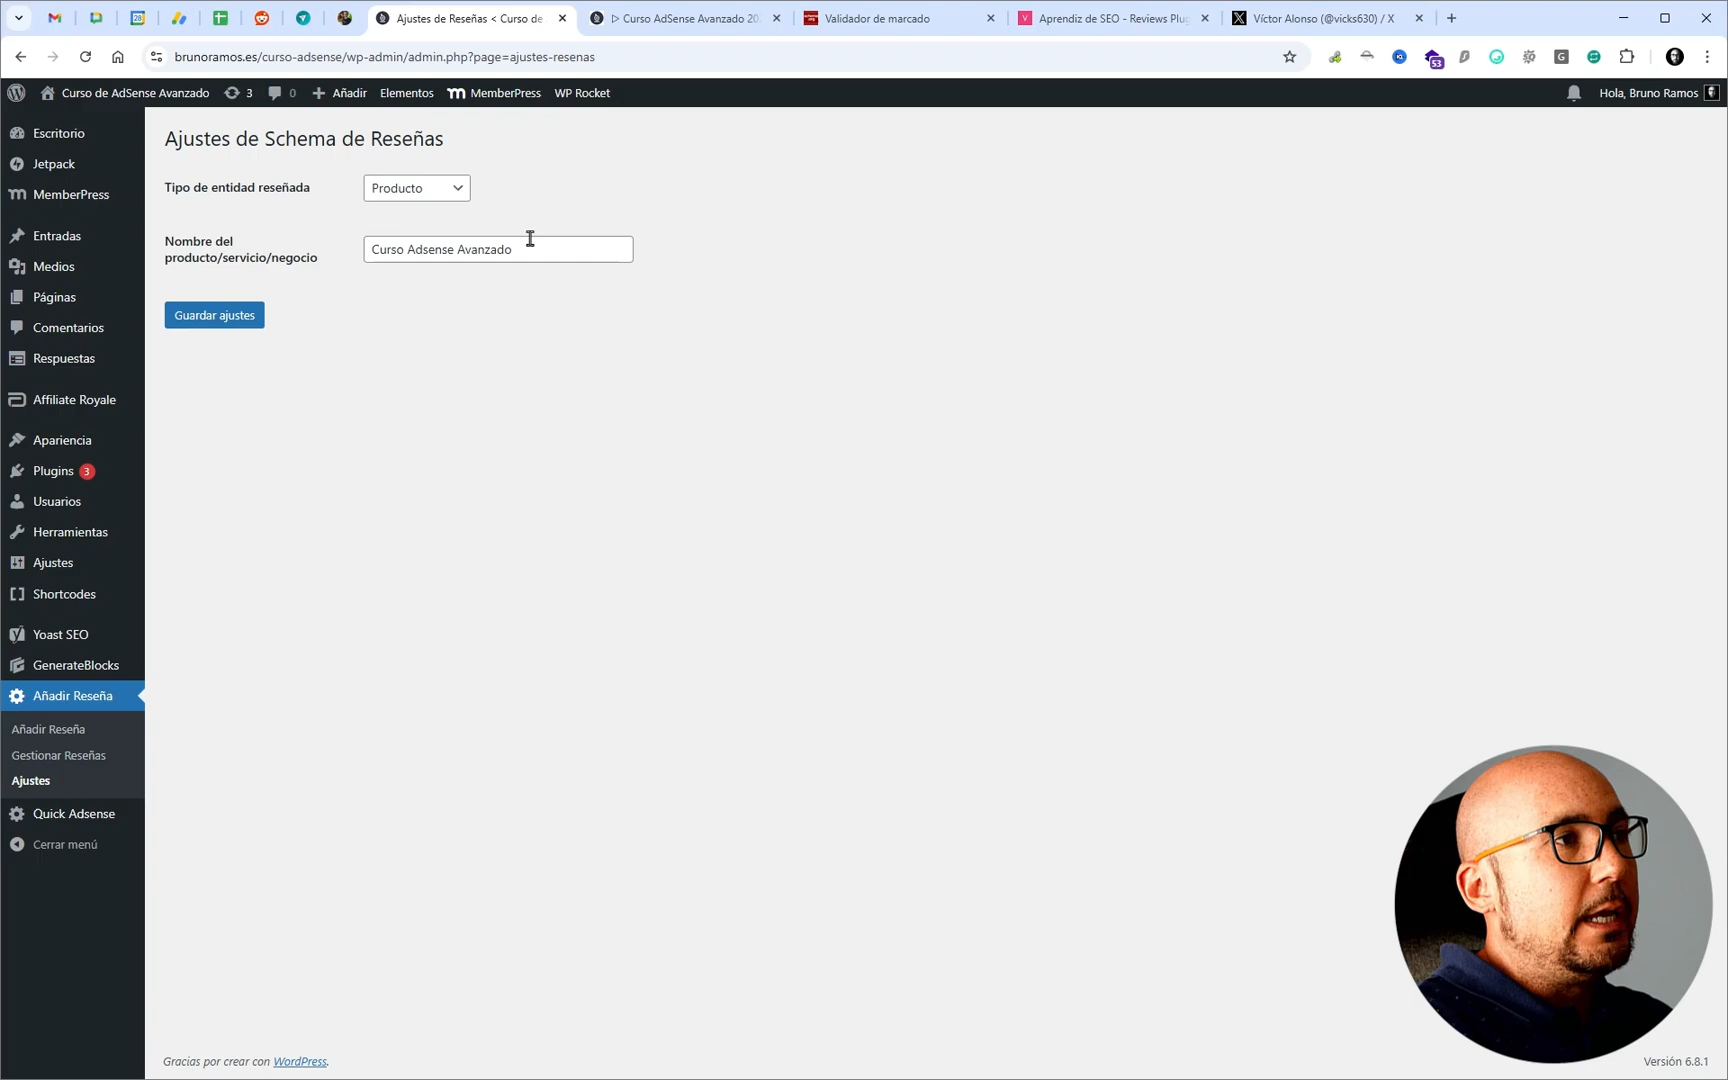 Ajustes de Reseñas < Curso de
▷ Curso AdSense Avanzado 20
Validador de marcado
Aprendiz de SEO - Reviews Plug
Víctor Alonso (@vicks630) / X
brunoramos.es/curso-adsense/wp-admin/admin.php?page=ajustes-resenas
53
Curso de AdSense Avanzado
3
0
Añadir
Elementos
MemberPress
WP Rocket
Hola, Bruno Ramos
Escritorio
Jetpack
MemberPress
Entradas
Medios
Páginas
Comentarios
Respuestas
Affiliate Royale
Apariencia
Plugins 3
Usuarios
Herramientas
Ajustes
Shortcodes
Yoast SEO
GenerateBlocks
Añadir Reseña
Añadir Reseña
Gestionar Reseñas
Ajustes
Quick Adsense
Cerrar menú
Ajustes de Schema de Reseñas
Tipo de entidad reseñada
Producto
Nombre del
producto/servicio/negocio
Curso Adsense Avanzado
Guardar ajustes
Gracias por crear con WordPress.
Versión 6.8.1